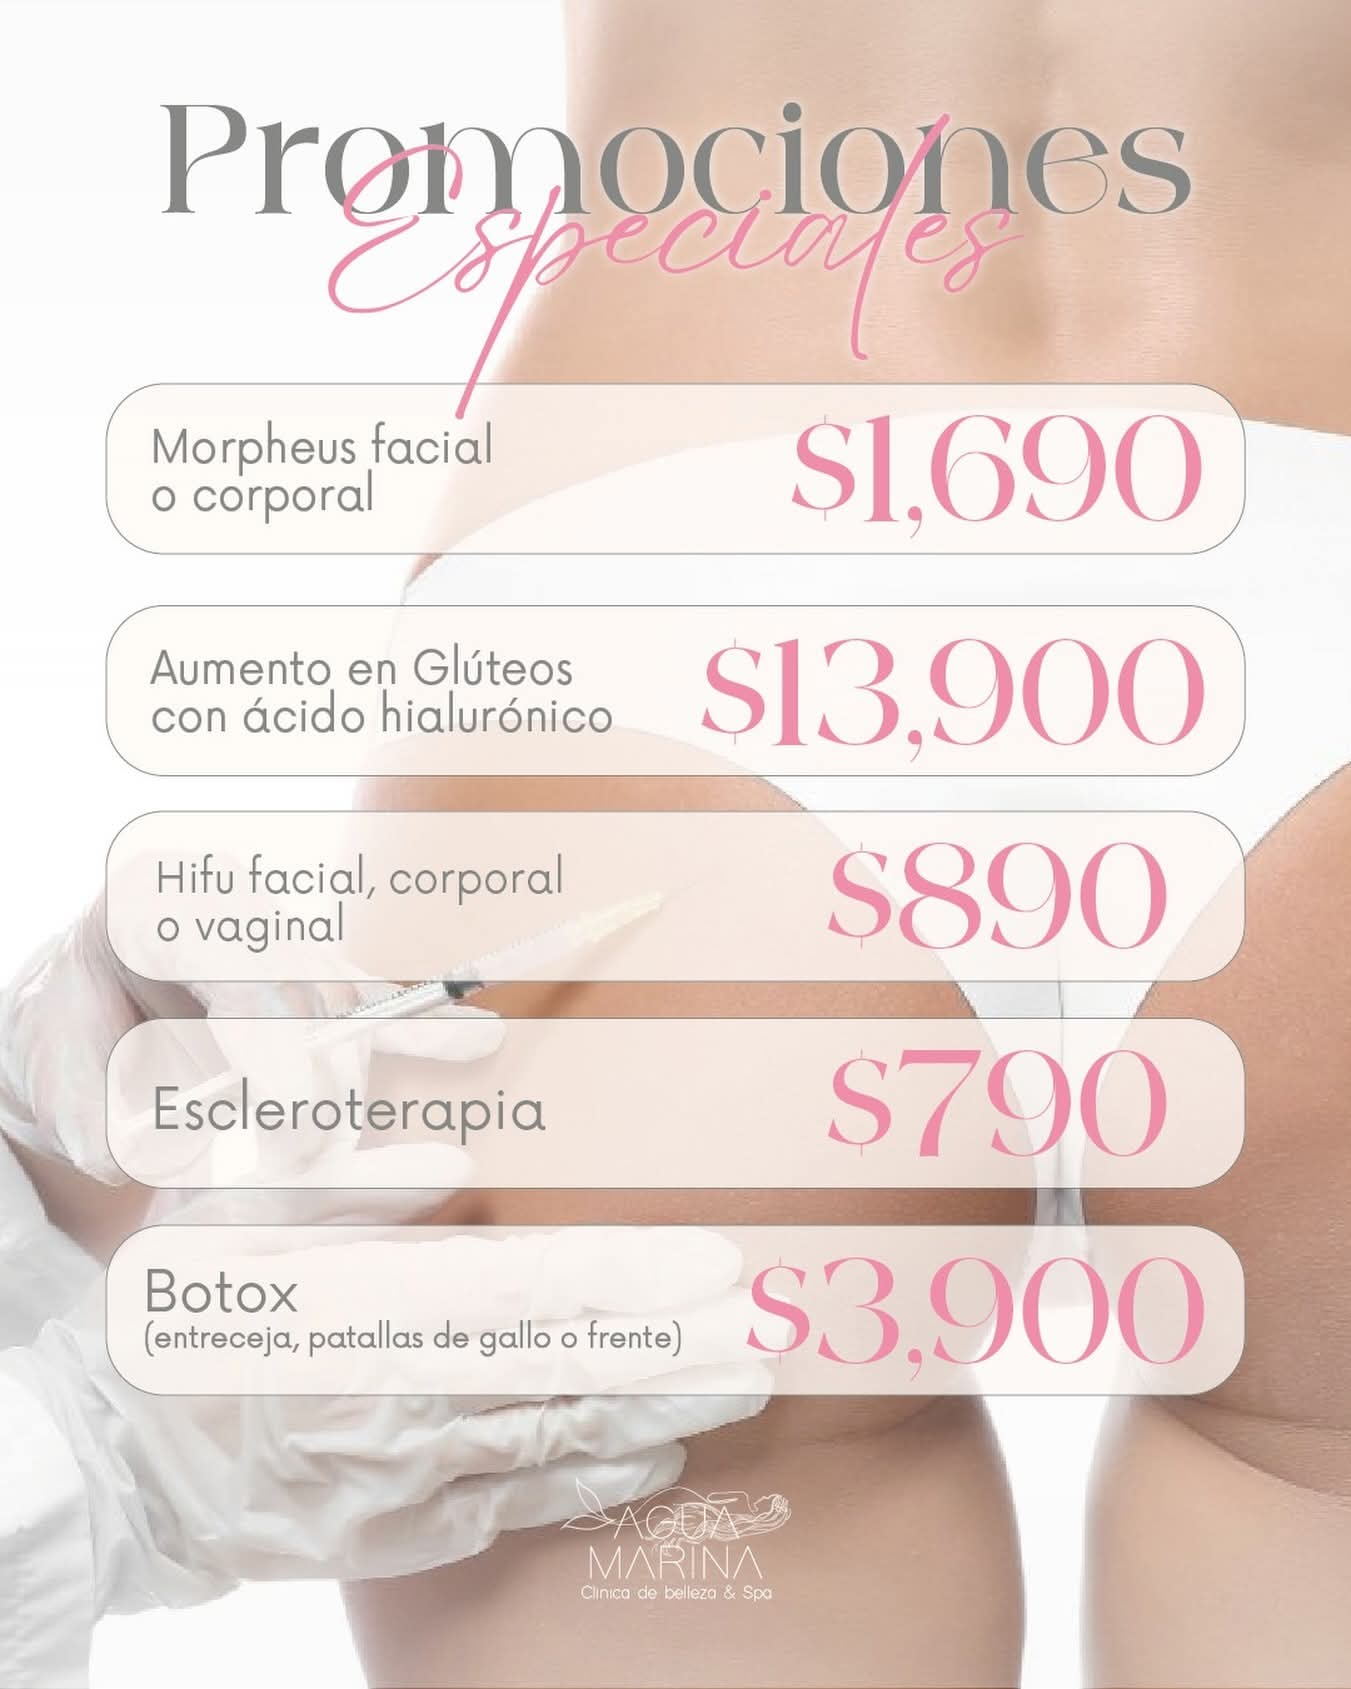 Promociones
Especiales
Morpheus facial
o corporal
$1,690
Aumento en Glúteos
con ácido hialurónico
$13,900
Hifu facial, corporal
o vaginal
$890
Escleroterapia
$790
Botox
(entreceja, patallas de gallo o frente)
$3,900
AGUA
MARINA
Clinica de belleza & Spa